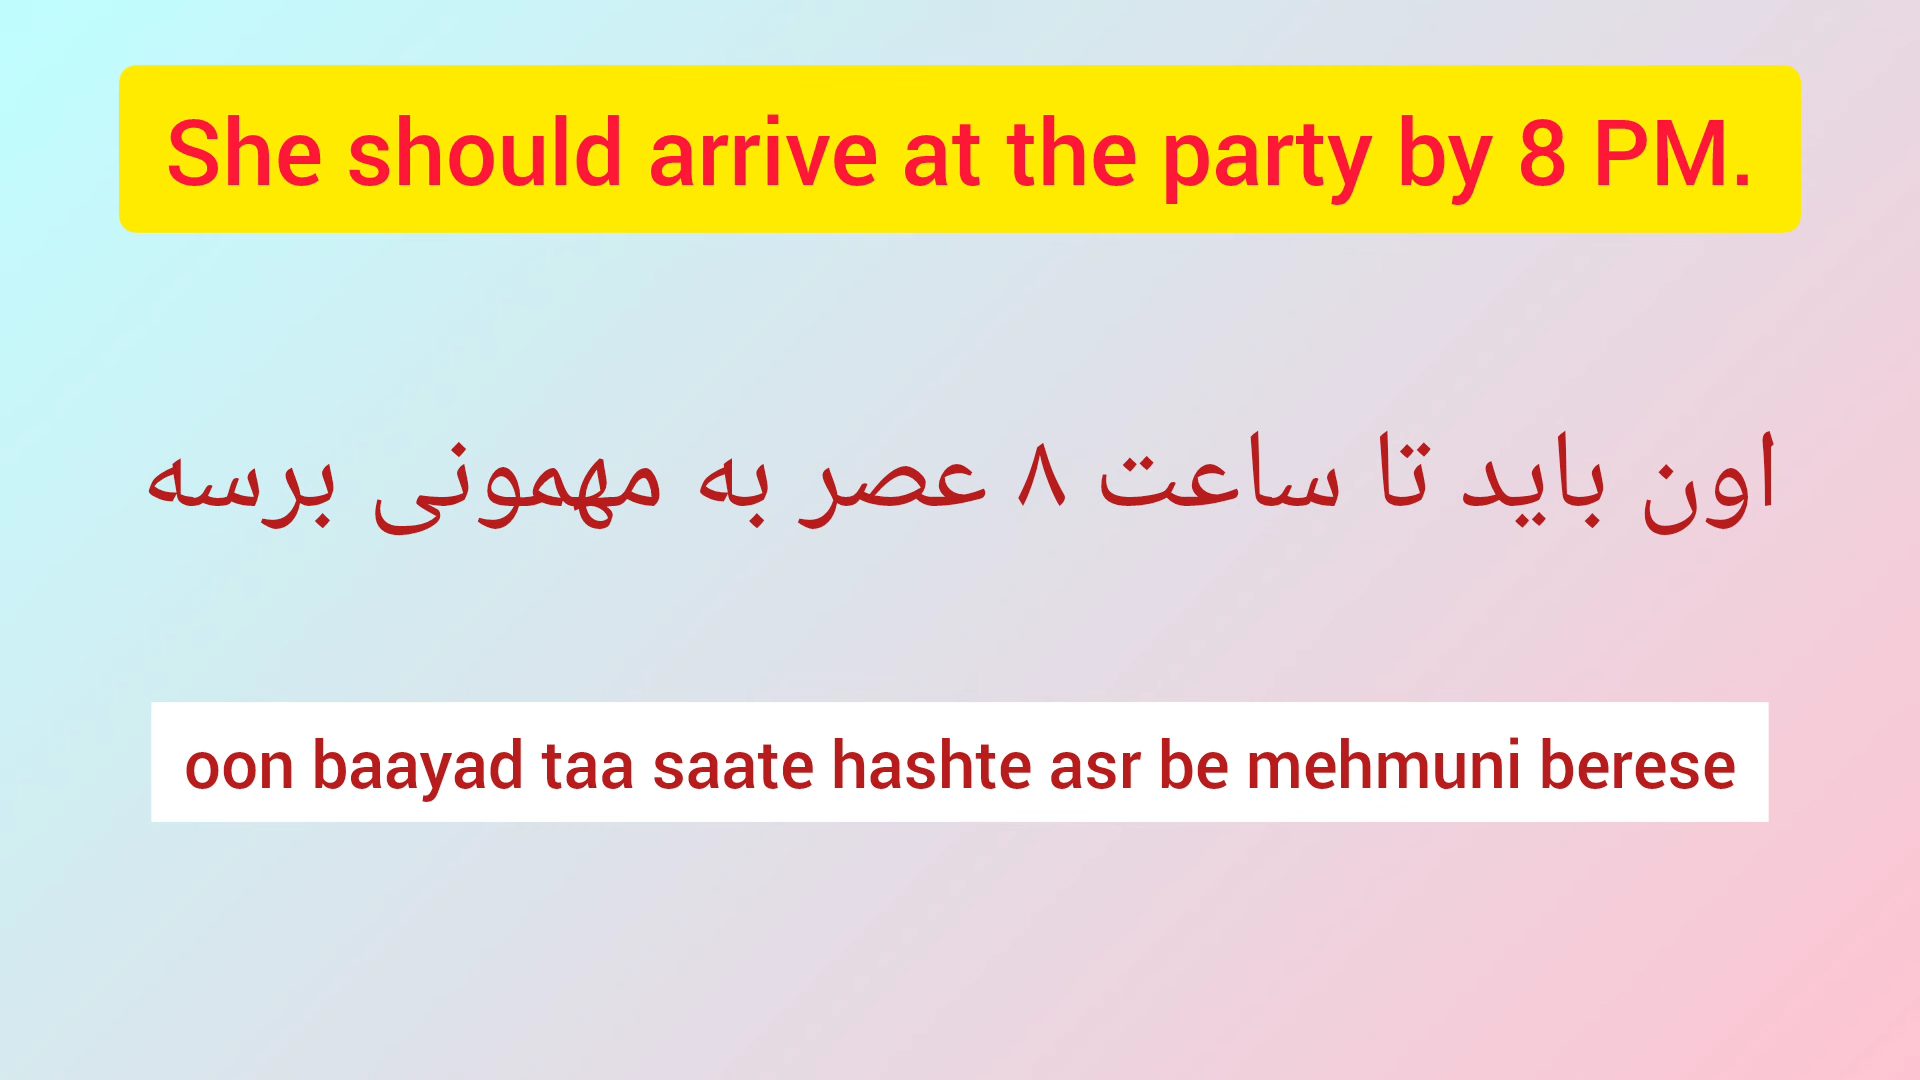 She should arrive at the party by 8 PM.
اون باید تا ساعت ۸ عصر به مهمونی برسه
oon baayad taa saate hashte asr be mehmuni berese